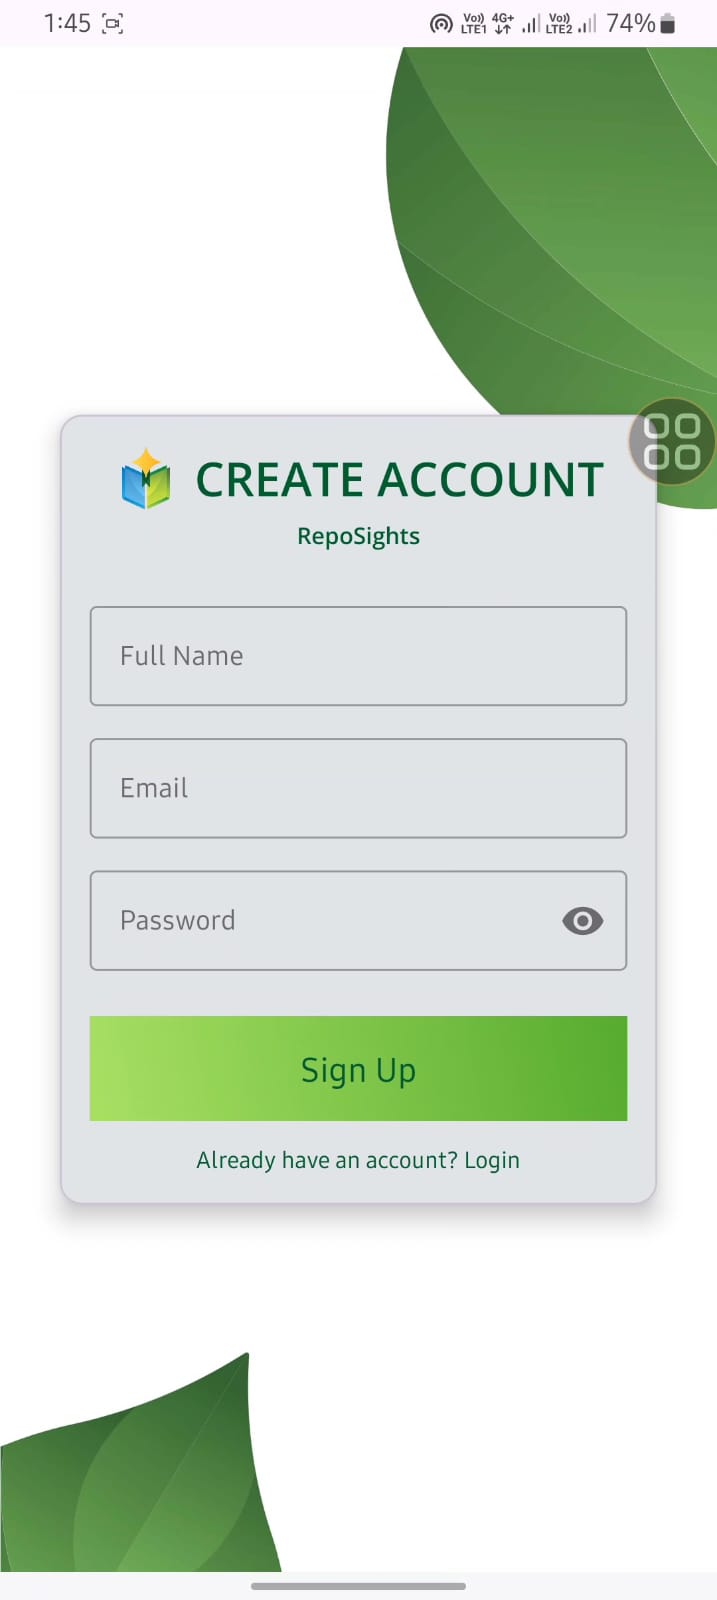 1:45 Vo)) LTE1 4G+ Vo)) LTE2 74%
CREATE ACCOUNT
RepoSights
Full Name
Email
Password
Sign Up
Already have an account? Login